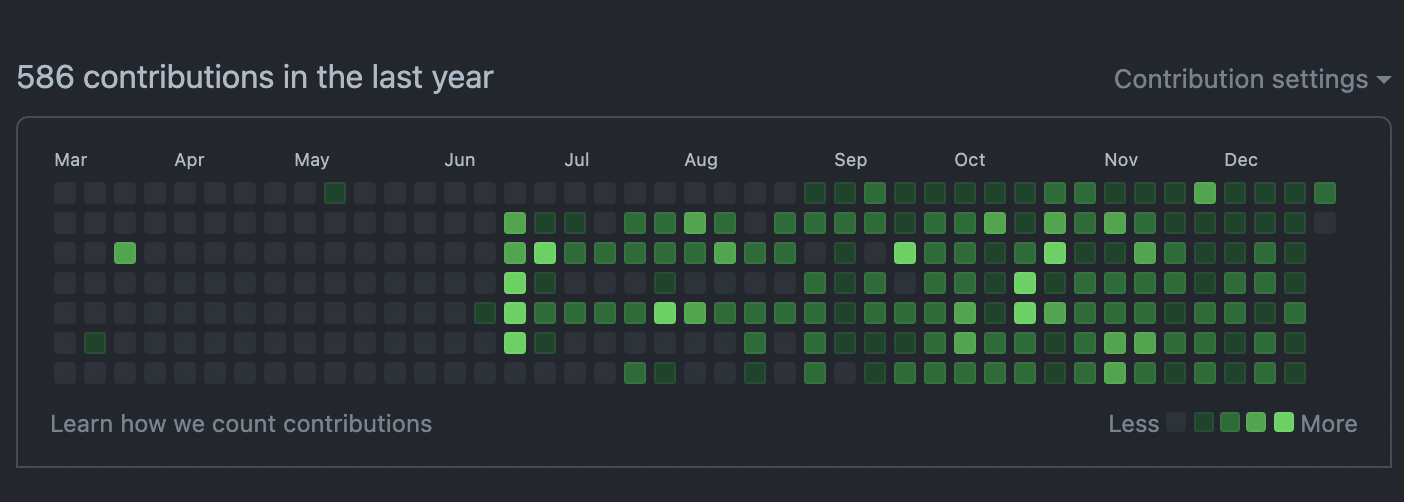 586 contributions in the last year
Contribution settings
Mar Apr May Jun Jul Aug Sep Oct Nov Dec
Learn how we count contributions
Less More